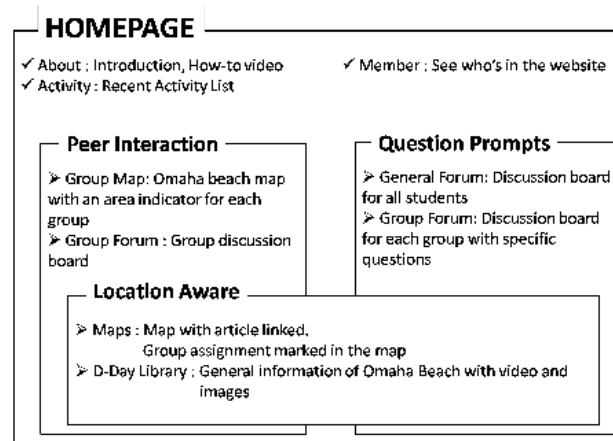 HOMEPAGE
✓ About : Introduction, How-to video
✓ Activity : Recent Activity List
✓ Member : See who's in the website
Peer Interaction
➢ Group Map: Omaha beach map
with an area indicator for each
group
➢ Group Forum : Group discussion
board
Question Prompts
➢ General Forum: Discussion board
for all students
➢ Group Forum: Discussion board
for each group with specific
questions
Location Aware
➢ Maps : Map with article linked,
Group assignment marked in the map
➢ D-Day Library : General information of Omaha Beach with video and
images